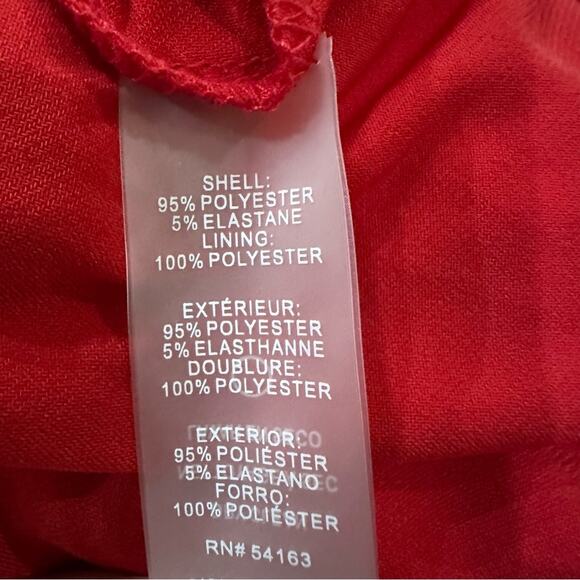 SHELL:
95% POLYESTER
5% ELASTANE
LINING:
100% POLYESTER
EXTÉRIEUR:
95% POLYESTER
5% ELASTHANNE
DOUBLURE:
100% POLYESTER
EXTERIOR:
95% POLIÉSTER
5% ELASTANO
FORRO:
100% POLIÉSTER
RN# 54163